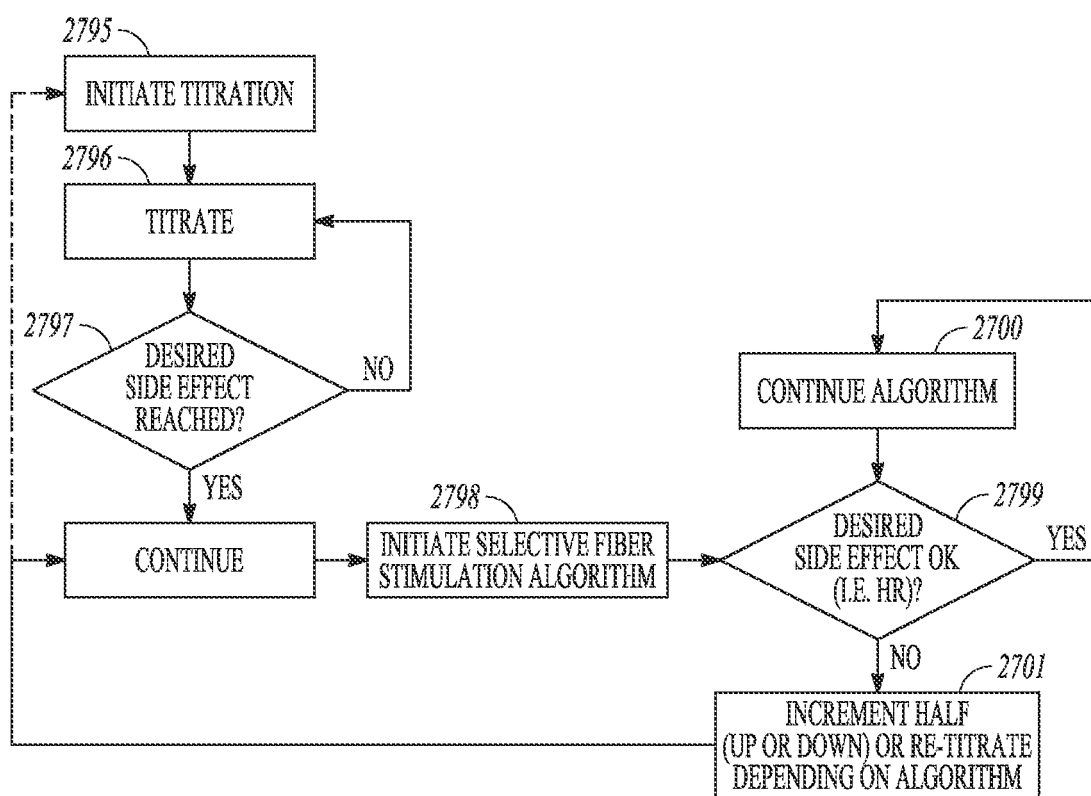 2795
INITIATE TITRATION
2796
TITRATE
2797
DESIRED
SIDE EFFECT
REACHED?
NO
YES
CONTINUE
2798
INITIATE SELECTIVE FIBER
STIMULATION ALGORITHM
2700
CONTINUE ALGORITHM
2799
DESIRED
SIDE EFFECT OK
(I.E. HR)?
YES
NO
2701
INCREMENT HALF
(UP OR DOWN) OR RE-TITRATE
DEPENDING ON ALGORITHM